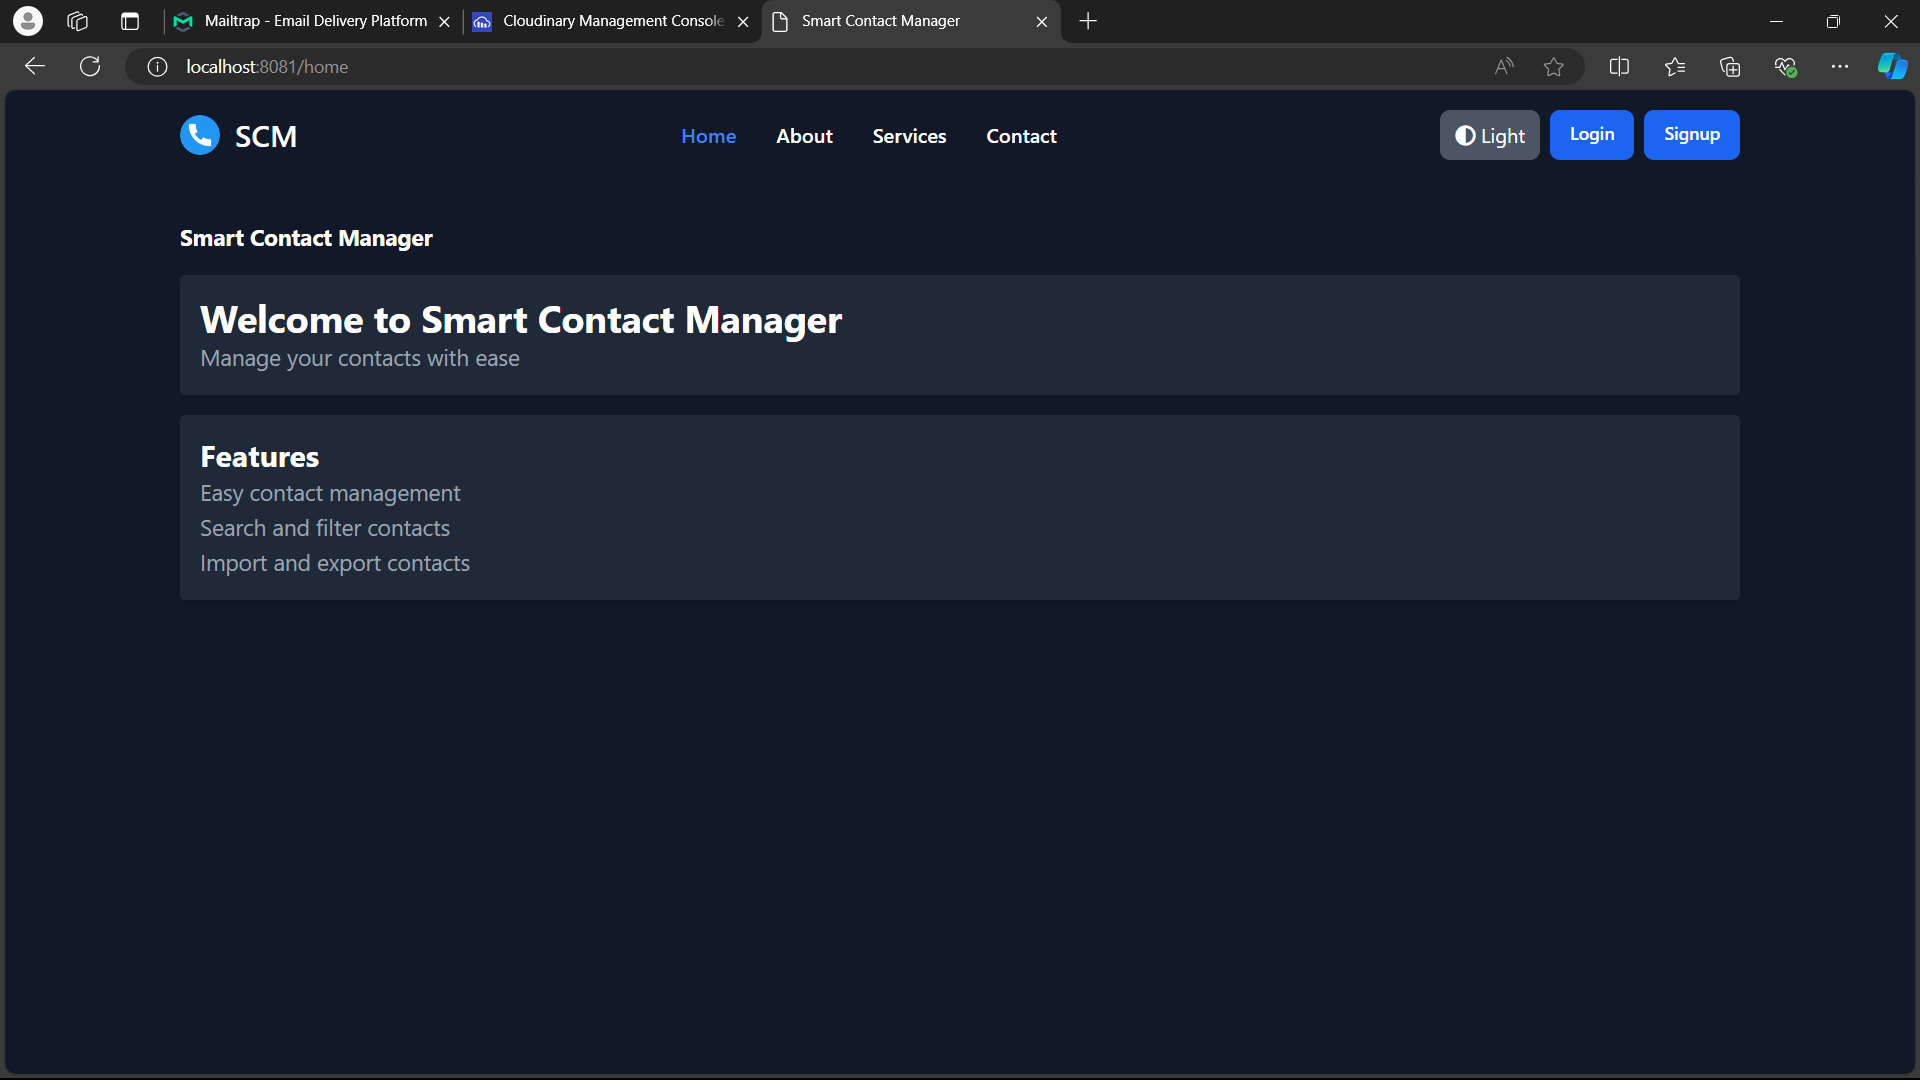 Mailtrap - Email Delivery Platform
Cloudinary Management Console
Smart Contact Manager
localhost:8081/home
SCM
Home
About
Services
Contact
Light
Login
Signup
Smart Contact Manager
Welcome to Smart Contact Manager
Manage your contacts with ease
Features
Easy contact management
Search and filter contacts
Import and export contacts